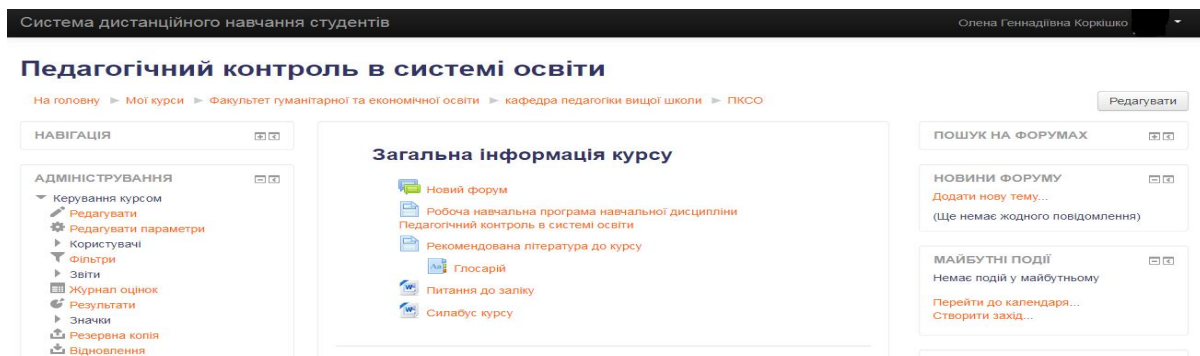 Система дистанційного навчання студентів
Олена Геннадіївна Коркішко
Педагогічний контроль в системі освіти
На головну ► Мої курси ► Факультет гуманітарної та економічної освіти ► кафедра педагогіки вищої школи ► ПКСО
Редагувати
НАВІГАЦІЯ
АДМІНІСТРУВАННЯ
Керування курсом
Редагувати
Редагувати параметри
Користувачі
Фільтри
Звіти
Журнал оцінок
Результати
Значки
Резервна копія
Відновлення
Загальна інформація курсу
Новий форум
Робоча навчальна програма навчальної дисципліни
Педагогічний контроль в системі освіти
Рекомендована література до курсу
Глосарій
Питання до заліку
Силабус курсу
ПОШУК НА ФОРУМАХ
НОВИНИ ФОРУМУ
Додати нову тему...
(Ще немає жодного повідомлення)
МАЙБУТНІ ПОДІЇ
Немає подій у майбутньому
Перейти до календаря...
Створити захід...